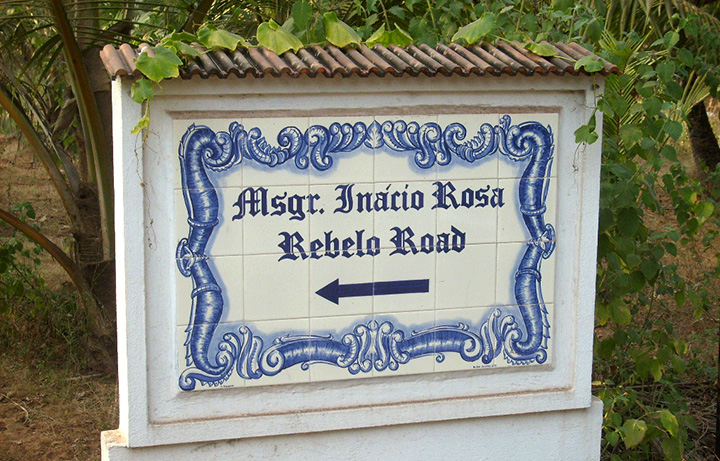 Msgr. Inácio Rosa
Rebelo Road